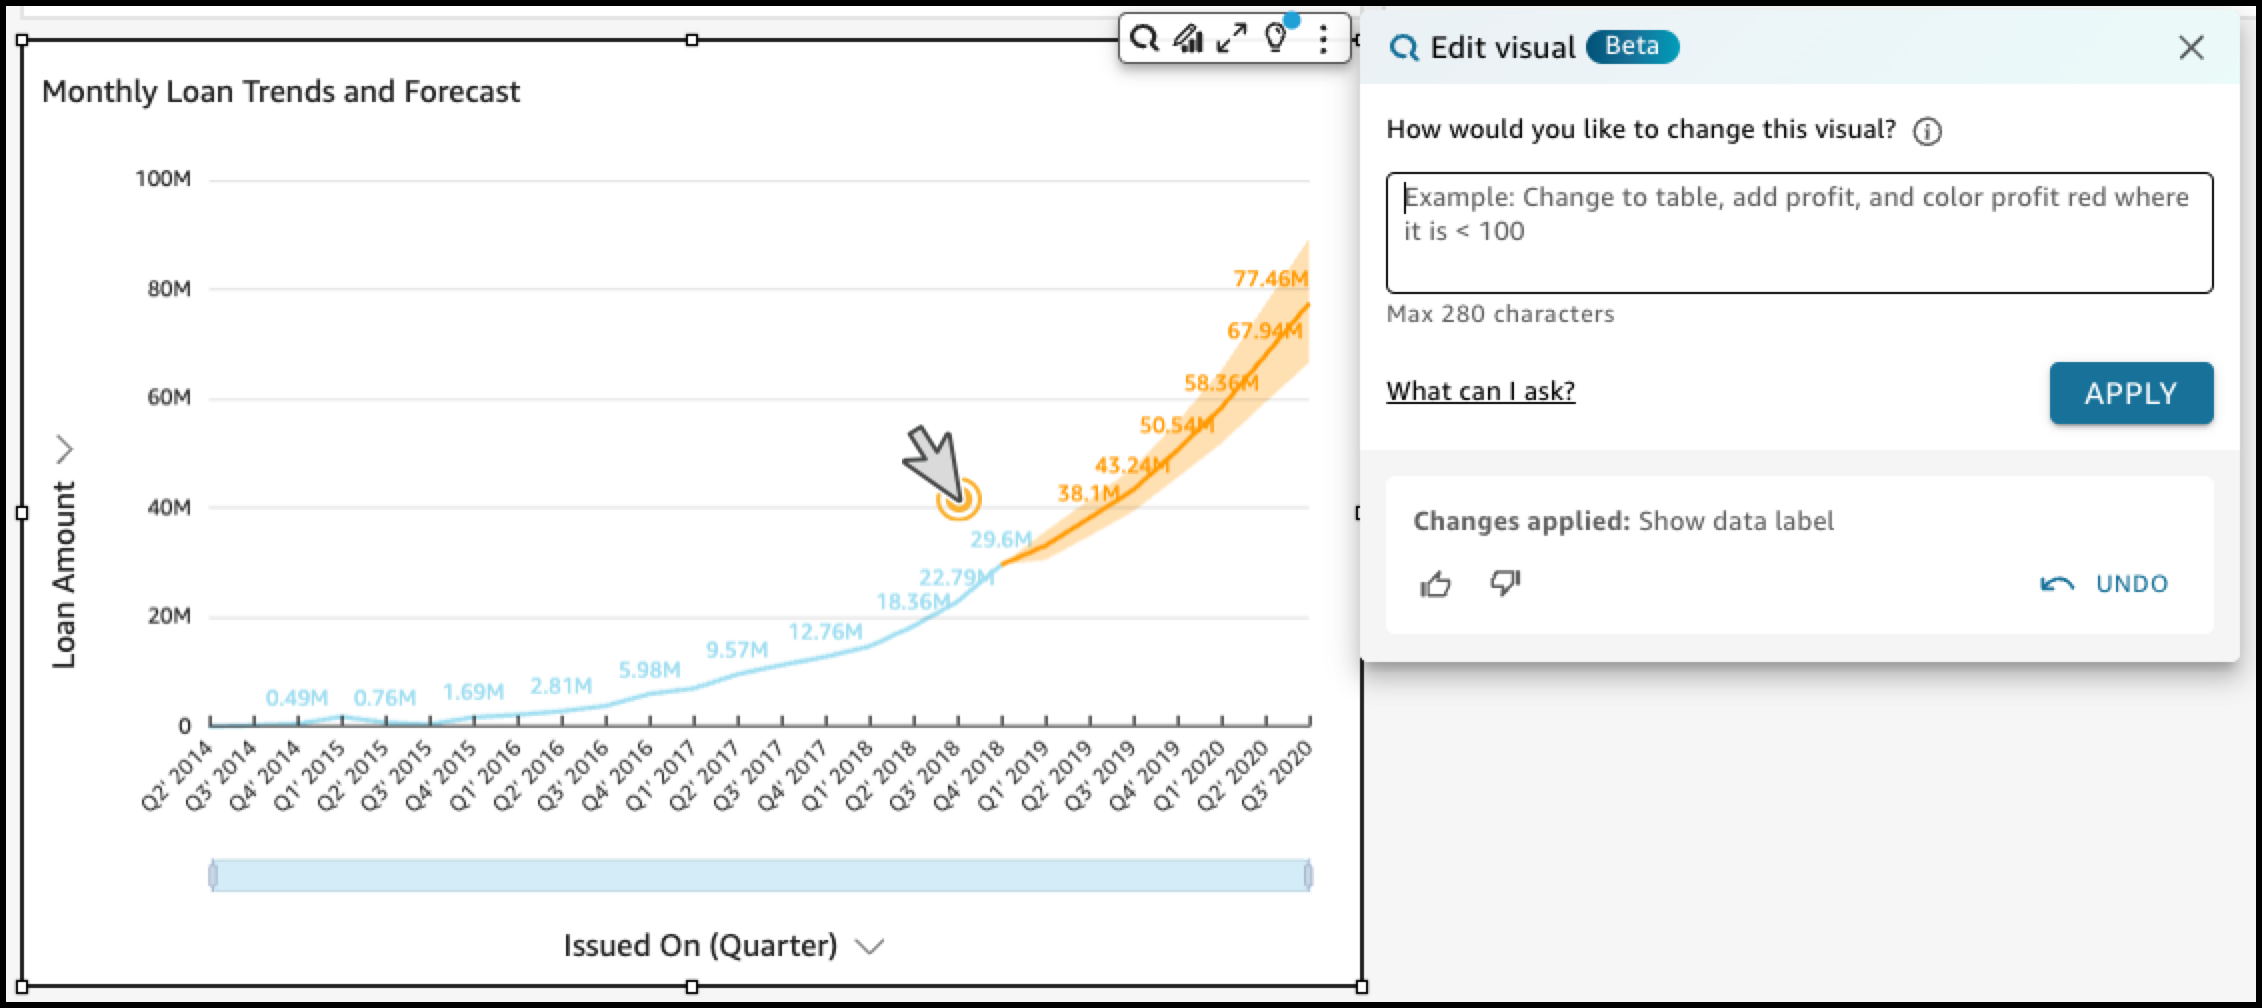 Monthly Loan Trends and Forecast
100M
80M
60M
40M
20M
0
Loan Amount
0.49M
0.76M
1.69M
2.81M
5.98M
9.57M
12.76M
18.36M
22.79M
29.6M
38.1M
43.24M
50.54M
58.36M
67.94M
77.46M
Q2' 2014
Q3' 2014
Q4' 2014
Q1' 2015
Q2' 2015
Q3' 2015
Q4' 2015
Q1' 2016
Q2' 2016
Q3' 2016
Q4' 2016
Q1' 2017
Q2' 2017
Q3' 2017
Q4' 2017
Q1' 2018
Q2' 2018
Q3' 2018
Q4' 2018
Q1' 2019
Q2' 2019
Q3' 2019
Q4' 2019
Q1' 2020
Q2' 2020
Q3' 2020
Issued On (Quarter)
Edit visual Beta
How would you like to change this visual?
Example: Change to table, add profit, and color profit red where
it is < 100
Max 280 characters
What can I ask?
APPLY
Changes applied: Show data label
UNDO